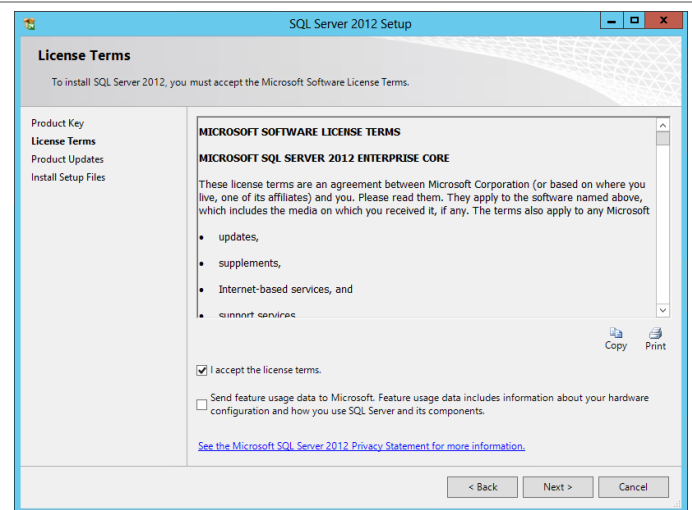 SQL Server 2012 Setup
License Terms
To install SQL Server 2012, you must accept the Microsoft Software License Terms.
Product Key
License Terms
Product Updates
Install Setup Files
MICROSOFT SOFTWARE LICENSE TERMS
MICROSOFT SQL SERVER 2012 ENTERPRISE CORE
These license terms are an agreement between Microsoft Corporation (or based on where you
live, one of its affiliates) and you. Please read them. They apply to the software named above,
which includes the media on which you received it, if any. The terms also apply to any Microsoft
• updates,
• supplements,
• Internet-based services, and
• support services
Copy Print
I accept the license terms.
Send feature usage data to Microsoft. Feature usage data includes information about your hardware
configuration and how you use SQL Server and its components.
See the Microsoft SQL Server 2012 Privacy Statement for more information.
< Back Next > Cancel